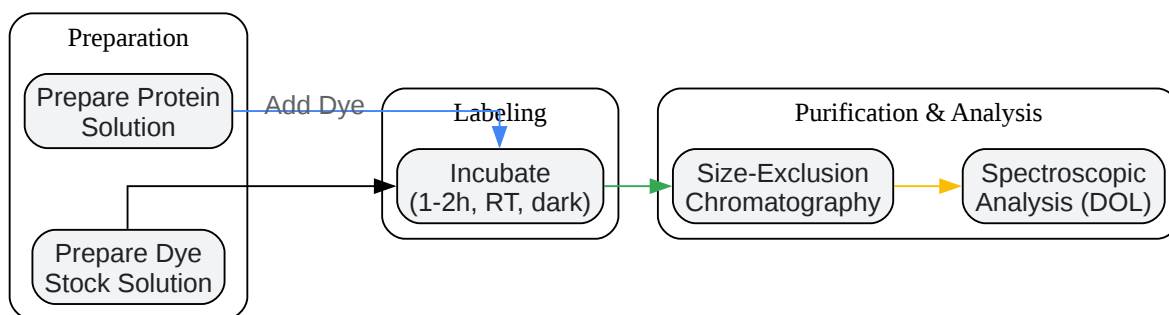 Preparation
Prepare Protein
Solution
Prepare Dye
Stock Solution
Add Dye
Labeling
Incubate
(1-2h, RT, dark)
Purification & Analysis
Size-Exclusion
Chromatography
Spectroscopic
Analysis (DOL)